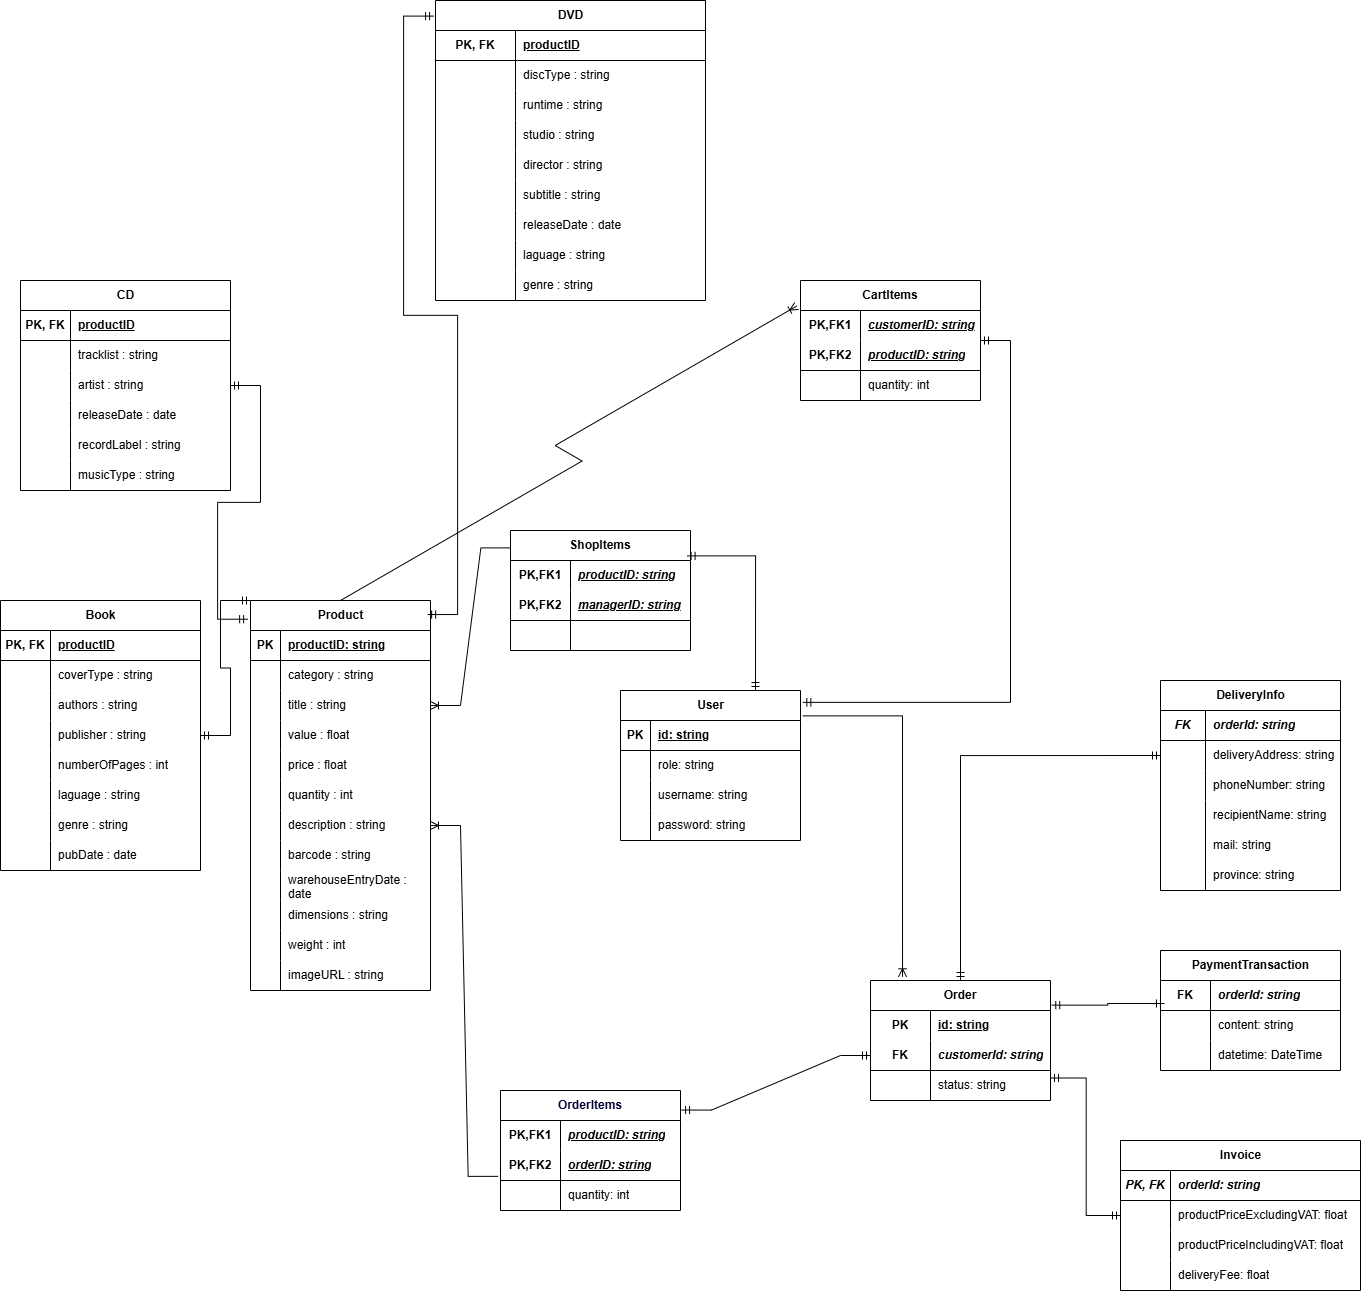 DVD
PK, FK productID
discType : string
runtime : string
studio : string
director : string
subtitle : string
releaseDate : date
laguage : string
genre : string
CD
PK, FK productID
tracklist : string
artist : string
releaseDate : date
recordLabel : string
musicType : string
CartItems
PK,FK1 customerID: string
PK,FK2 productID: string
quantity: int
ShopItems
PK,FK1 productID: string
PK,FK2 managerID: string
Book
PK, FK productID
coverType : string
authors : string
publisher : string
numberOfPages : int
laguage : string
genre : string
pubDate : date
Product
PK productID: string
category : string
title : string
value : float
price : float
quantity : int
description : string
barcode : string
warehouseEntryDate :
date
dimensions : string
weight : int
imageURL : string
User
PK id: string
role: string
username: string
password: string
DeliveryInfo
FK orderId: string
deliveryAddress: string
phoneNumber: string
recipientName: string
mail: string
province: string
PaymentTransaction
FK orderId: string
content: string
datetime: DateTime
Order
PK id: string
FK customerId: string
status: string
OrderItems
PK,FK1 productID: string
PK,FK2 orderID: string
quantity: int
Invoice
PK, FK orderId: string
productPriceExcludingVAT: float
productPriceIncludingVAT: float
deliveryFee: float